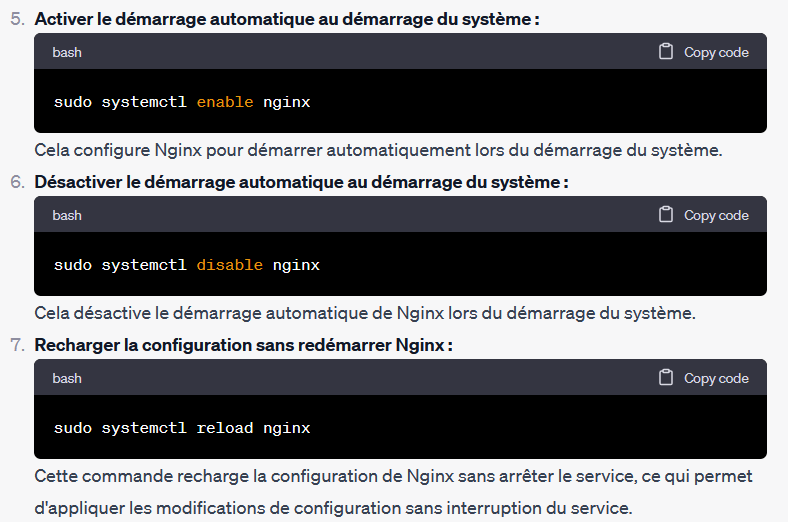 5. Activer le démarrage automatique au démarrage du système :
bash Copy code
sudo systemctl enable nginx
Cela configure Nginx pour démarrer automatiquement lors du démarrage du système.
6. Désactiver le démarrage automatique au démarrage du système :
bash Copy code
sudo systemctl disable nginx
Cela désactive le démarrage automatique de Nginx lors du démarrage du système.
7. Recharger la configuration sans redémarrer Nginx :
bash Copy code
sudo systemctl reload nginx
Cette commande recharge la configuration de Nginx sans arrêter le service, ce qui permet
d'appliquer les modifications de configuration sans interruption du service.